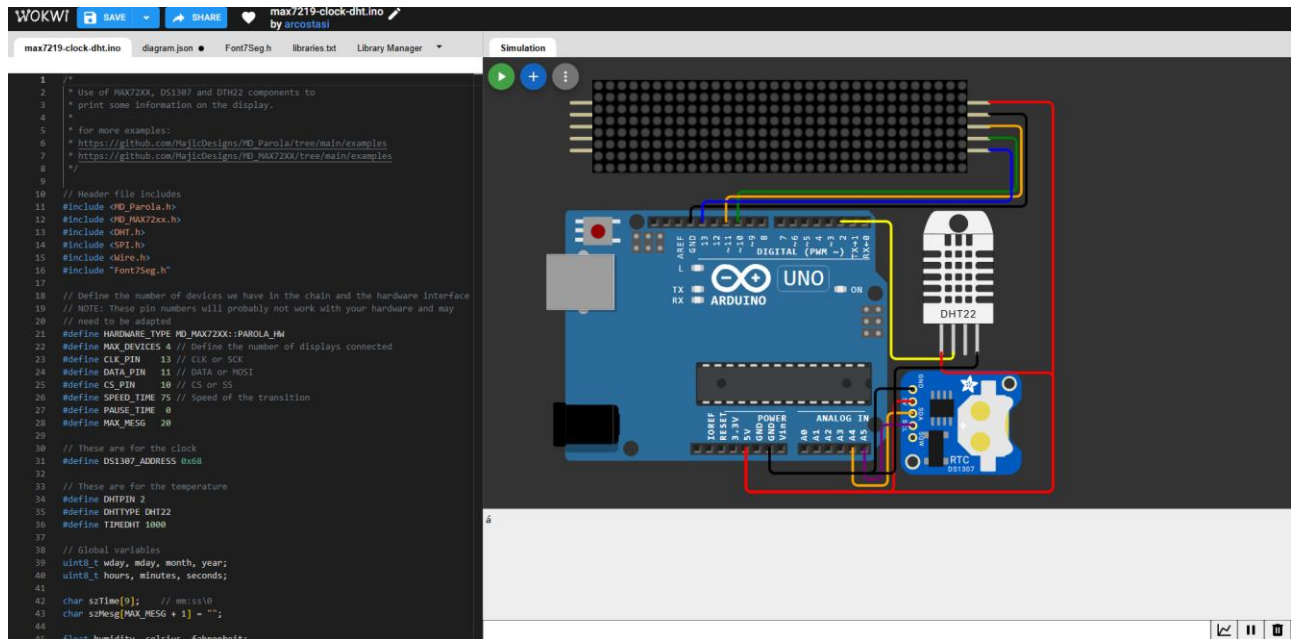 WOKWI SAVE SHARE max7219-clock-dht.ino
by arcostasi
max7219-clock-dht.ino diagram.json Font7Seg.h libraries.txt Library Manager
1 /*
2 * Use of MAX72XX, DS1307 and DTH22 components to
3 * print some information on the display.
4 *
5 * for more examples:
6 * https://github.com/MajicDesigns/MD_Parola/tree/main/examples
7 * https://github.com/MajicDesigns/MD_MAX72XX/tree/main/examples
8 */
9
10 // Header file includes
11 #include <MD_Parola.h>
12 #include <MD_MAX72xx.h>
13 #include <DHT.h>
14 #include <SPI.h>
15 #include <Wire.h>
16 #include "Font7Seg.h"
17
18 // Define the number of devices we have in the chain and the hardware interface
19 // NOTE: These pin numbers will probably not work with your hardware and may
20 // need to be adapted
21 #define HARDWARE_TYPE MD_MAX72XX::PAROLA_HW
22 #define MAX_DEVICES 4 // Define the number of displays connected
23 #define CLK_PIN 13 // CLK or SCK
24 #define DATA_PIN 11 // DATA or MOSI
25 #define CS_PIN 10 // CS or SS
26 #define SPEED_TIME 75 // Speed of the transition
27 #define PAUSE_TIME 0
28 #define MAX_MESG 20
29
30 // These are for the clock
31 #define DS1307_ADDRESS 0x68
32
33 // These are for the temperature
34 #define DHTPIN 2
35 #define DHTTYPE DHT22
36 #define TIMEDHT 1000
37
38 // Global variables
39 uint8_t wday, mday, month, year;
40 uint8_t hours, minutes, seconds;
41
42 char szTime[9]; // mm:ss\0
43 char szMesg[MAX_MESG + 1] = "";
44
45 float humidity, celsius, fahrenheit;
Simulation
AREF GND 13 12 ~11 ~10 ~9 8 7 ~6 ~5 4 ~3 2 TX→1 RX←0
DIGITAL (PWM ~)
L
TX
RX
ARDUINO
UNO
ON
DHT22
IOREF RESET 3.3V 5V GND GND Vin
POWER
ANALOG IN
A0 A1 A2 A3 A4 A5
GND
SDA
SCL
SQW
RTC
DS1307
á